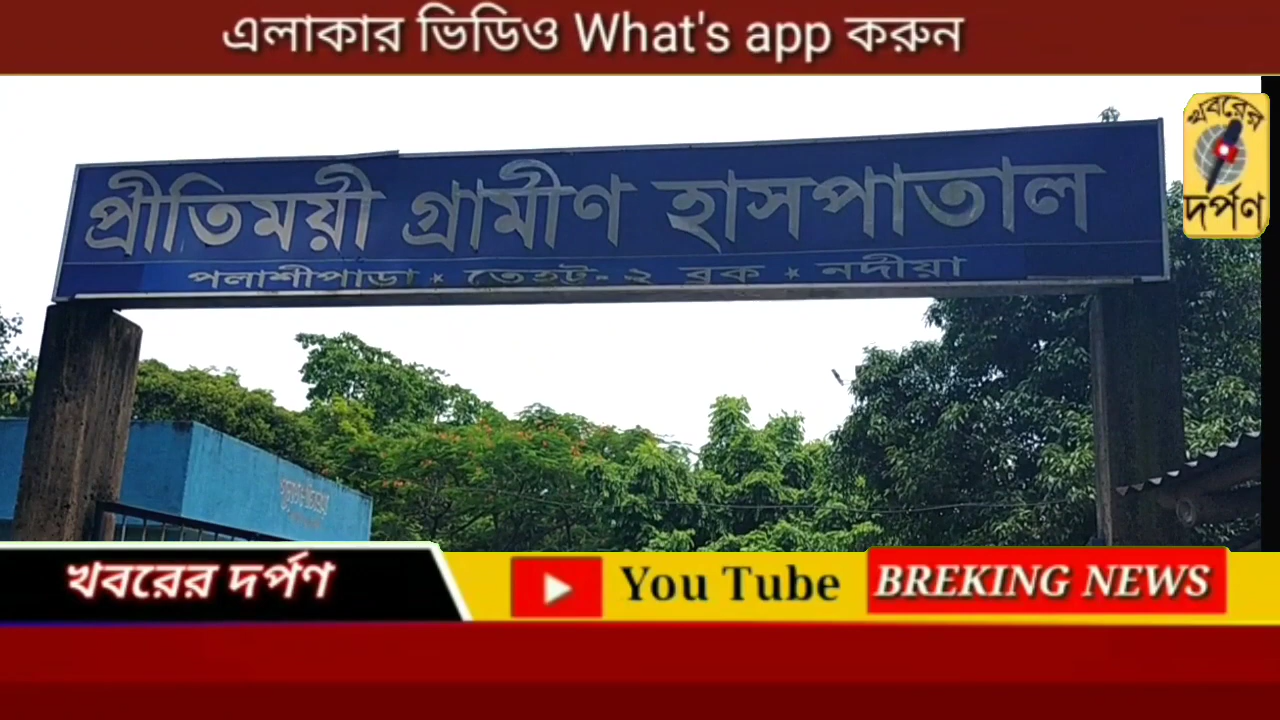 এলাকার ভিডিও What's app করুন
খবরের
দর্পণ
প্রীতিময়ী গ্রামীণ হাসপাতাল
পলাশীপাড়া * তেহট্ট-২ ব্লক * নদীয়া
খবরের দর্পণ
You Tube
BREKING NEWS